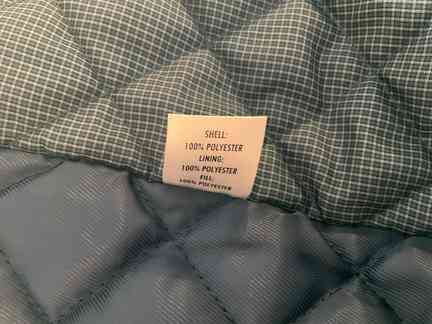 SHELL:
100% POLYESTER
LINING:
100% POLYESTER
FILL:
100% POLYESTER